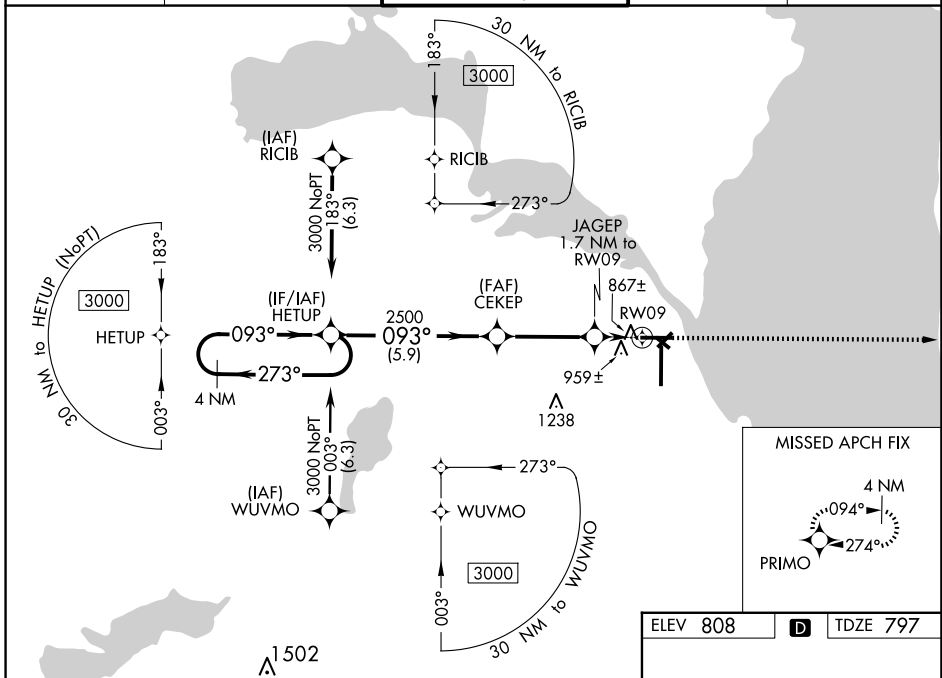 30 NM to RICIB
183°
3000
RICIB
273°
(IAF)
RICIB
3000 NoPT
183°
(6.3)
JAGEP
1.7 NM to
RW09
30 NM to HETUP (NoPT)
183°
3000
HETUP
003°
(IF/IAF)
HETUP
093°
273°
4 NM
2500
093°
(5.9)
(FAF)
CEKEP
867±
RW09
959±
1238
3000 NoPT
003°
(6.3)
(IAF)
WUVMO
273°
WUVMO
3000
003°
30 NM to WUVMO
MISSED APCH FIX
4 NM
094°
274°
PRIMO
ELEV 808 D TDZE 797
1502